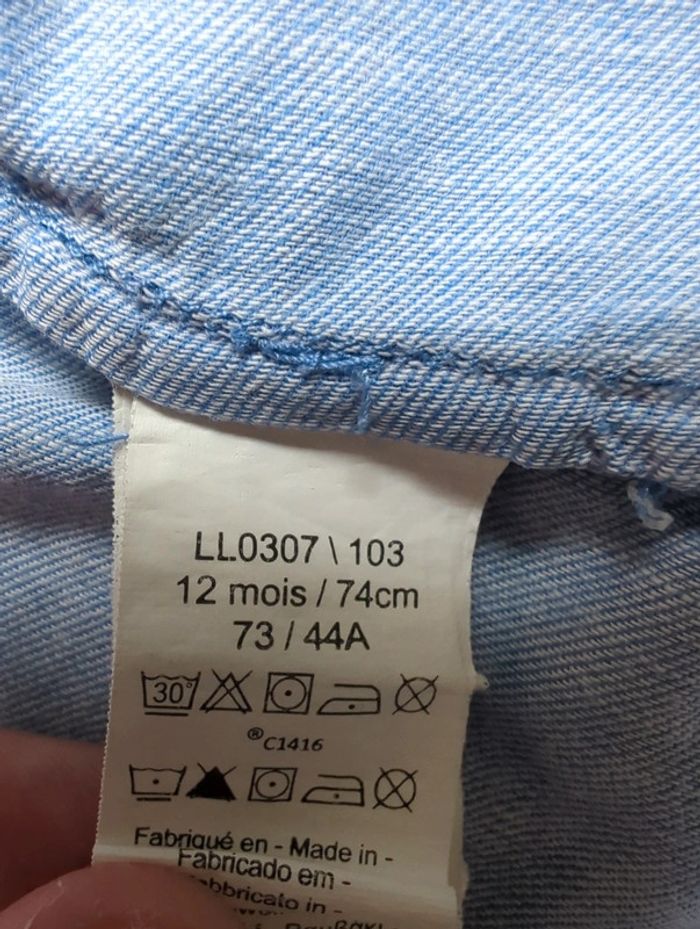 LL0307 \ 103
12 mois / 74cm
73 / 44A
30°
®C1416
Fabriqué en - Made in -
Fabricado em -